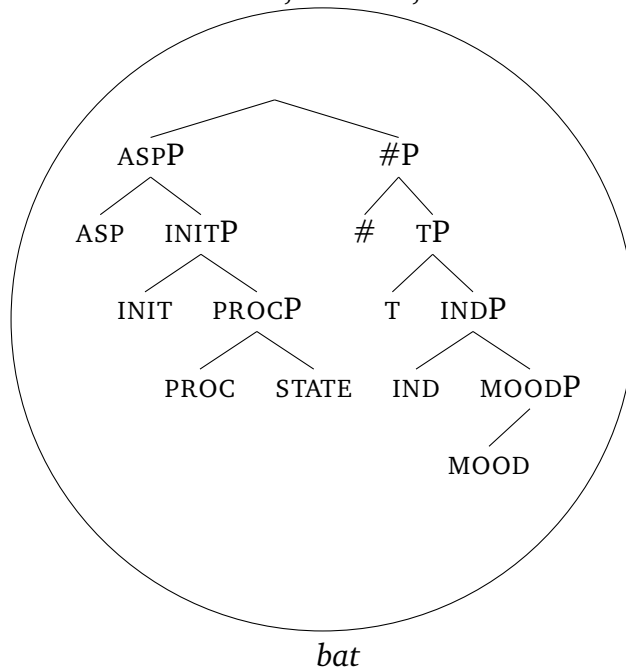 ASPP #P
ASP INITP # TP
INIT PROCP T INDP
PROC STATE IND MOODP
MOOD
bat